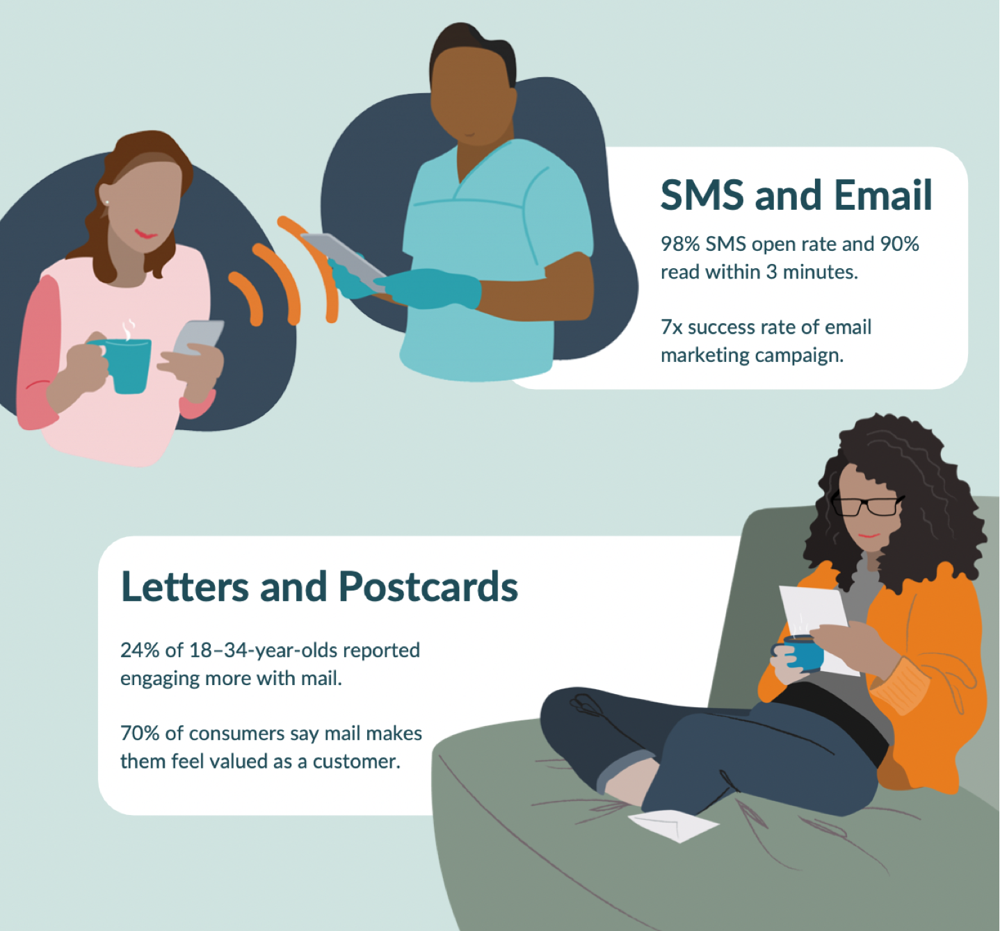 SMS and Email
98% SMS open rate and 90%
read within 3 minutes.
7x success rate of email
marketing campaign.
Letters and Postcards
24% of 18–34-year-olds reported
engaging more with mail.
70% of consumers say mail makes
them feel valued as a customer.